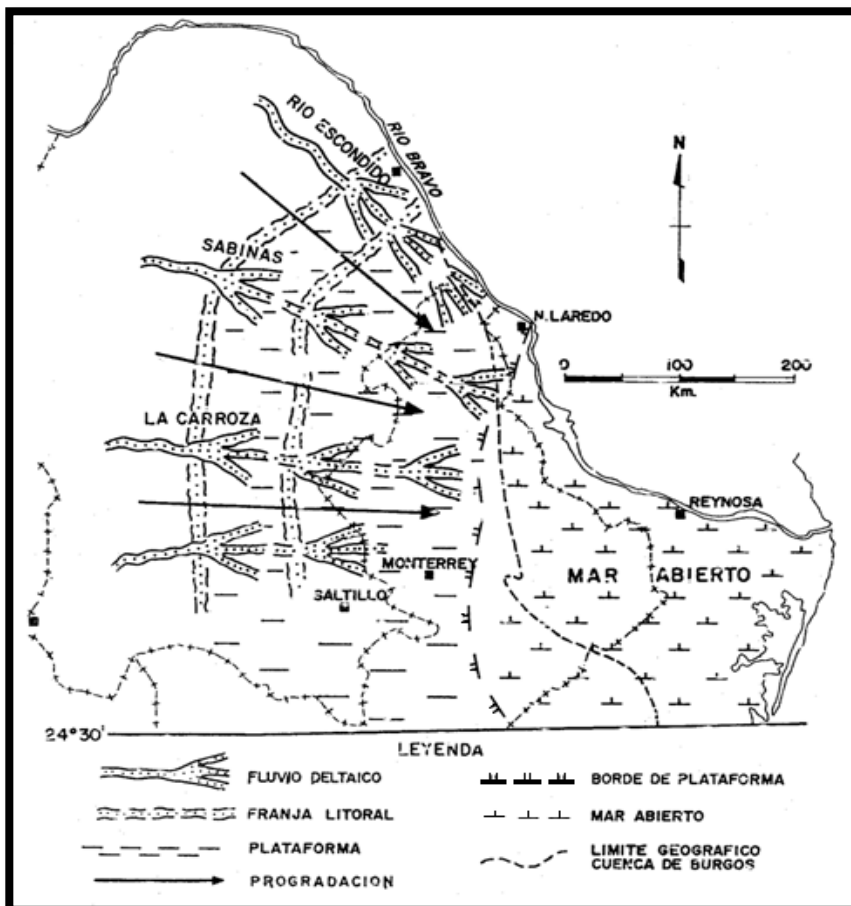 RIO ESCONDIDO
RIO BRAVO
N
SABINAS
N. LAREDO
0 100 200
Km.
LA CARROZA
REYNOSA
MONTERREY
MAR ABIERTO
SALTILLO
24°30'
LEYENDA
FLUVIO DELTAICO
FRANJA LITORAL
PLATAFORMA
PROGRADACION
BORDE DE PLATAFORMA
MAR ABIERTO
LIMITE GEOGRAFICO
CUENCA DE BURGOS